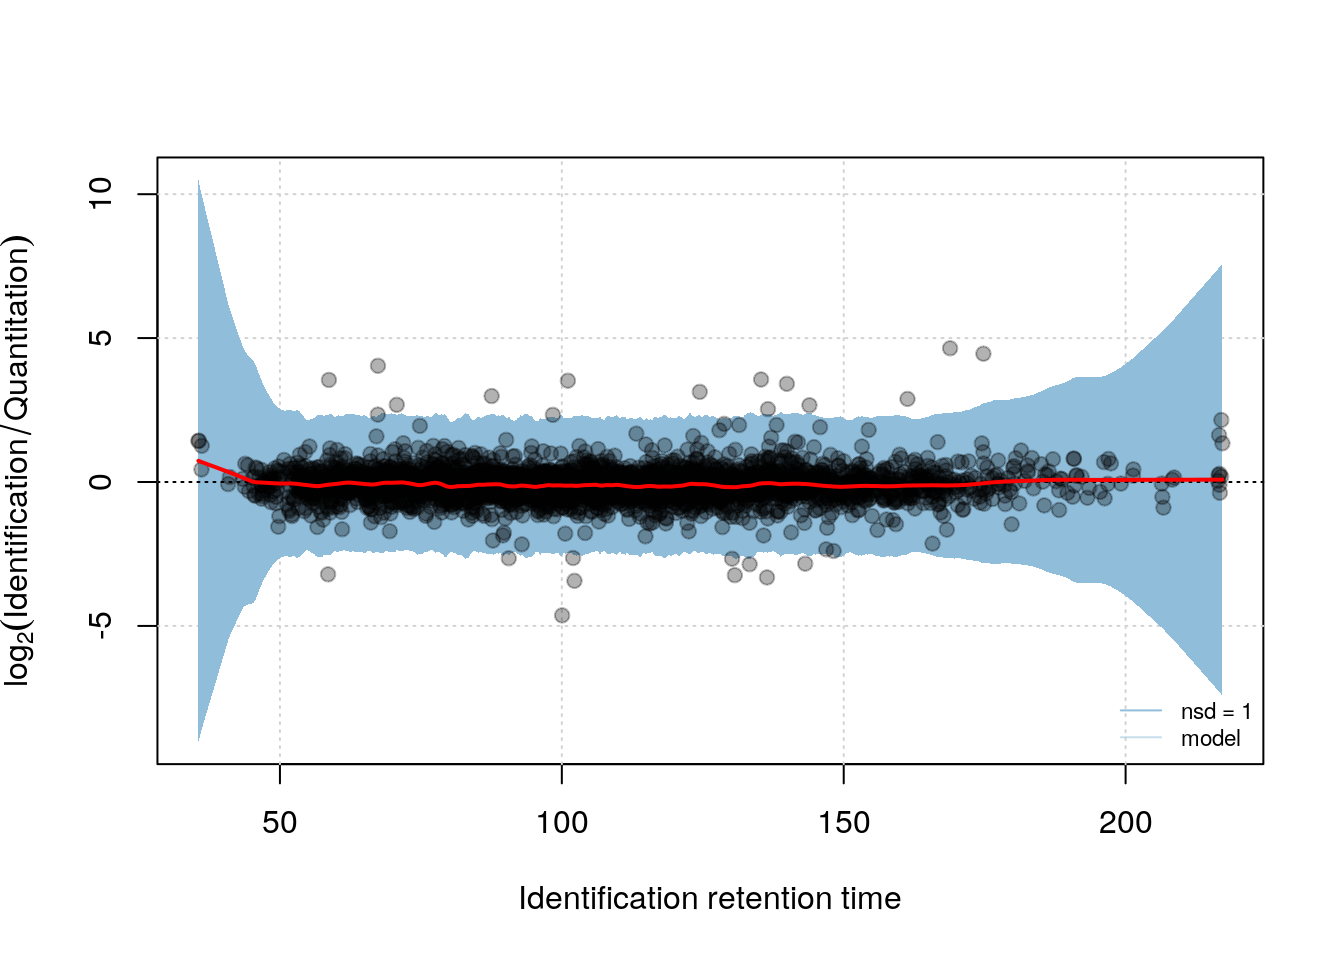 log2(Identification/Quantitation)
10
5
0
-5
nsd = 1
model
50 100 150 200
Identification retention time